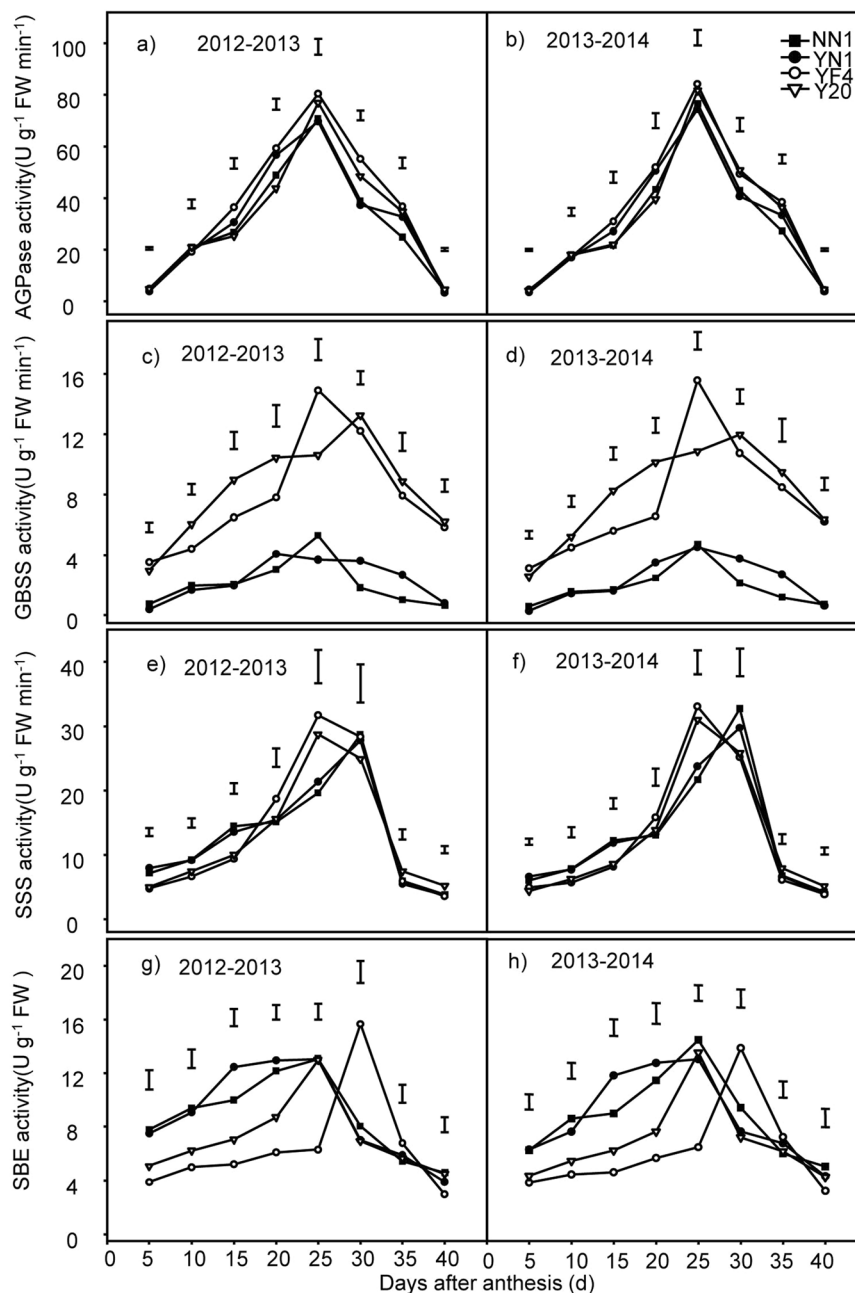 a) 2012-2013
b) 2013-2014
NN1
YN1
YF4
Y20
100
80
60
40
20
0
AGPase activity(U g⁻¹ FW min⁻¹)
c) 2012-2013
d) 2013-2014
16
12
8
4
0
GBSS activity(U g⁻¹ FW min⁻¹)
e) 2012-2013
f) 2013-2014
40
30
20
10
0
SSS activity(U g⁻¹ FW min⁻¹)
g) 2012-2013
h) 2013-2014
20
16
12
8
4
0
SBE activity(U g⁻¹ FW )
0 5 10 15 20 25 30 35 40 0 5 10 15 20 25 30 35 40
Days after anthesis (d)